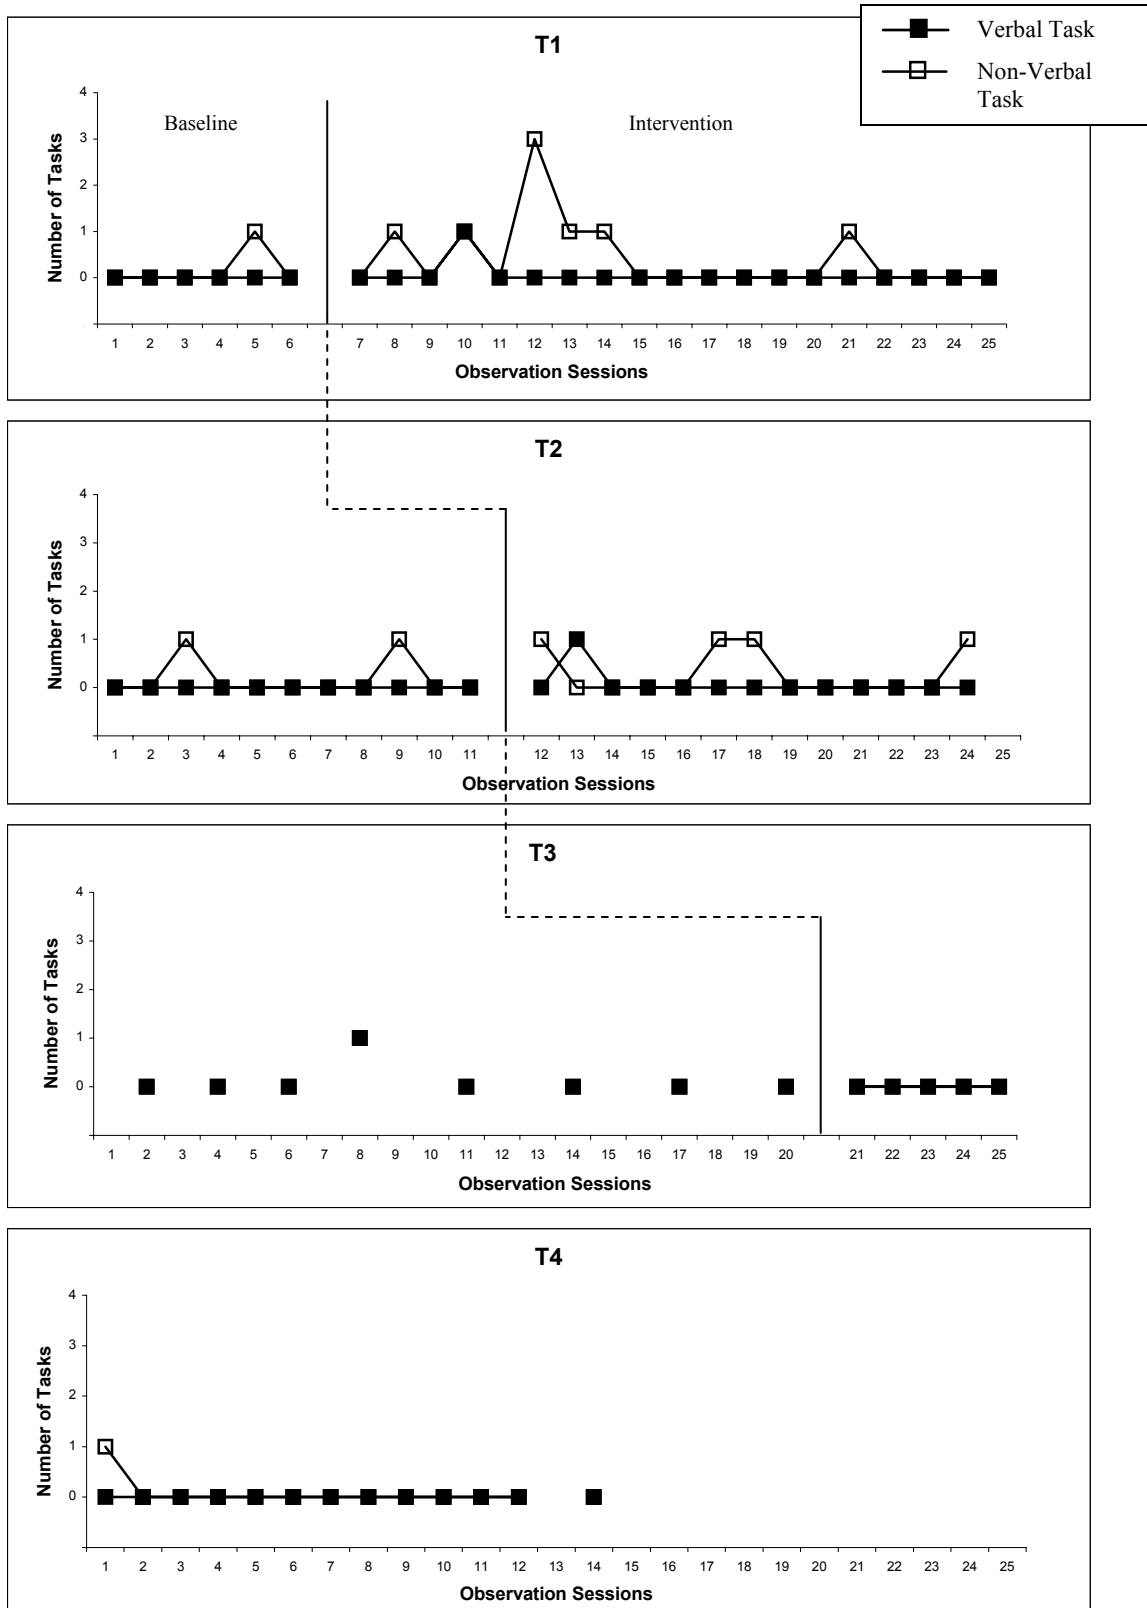 Verbal Task
Non-Verbal
Task
T1
Baseline
Intervention
Number of Tasks
4
3
2
1
0
1 2 3 4 5 6 7 8 9 10 11 12 13 14 15 16 17 18 19 20 21 22 23 24 25
Observation Sessions
T2
Number of Tasks
4
3
2
1
0
1 2 3 4 5 6 7 8 9 10 11 12 13 14 15 16 17 18 19 20 21 22 23 24 25
Observation Sessions
T3
Number of Tasks
4
3
2
1
0
1 2 3 4 5 6 7 8 9 10 11 12 13 14 15 16 17 18 19 20 21 22 23 24 25
Observation Sessions
T4
Number of Tasks
4
3
2
1
0
1 2 3 4 5 6 7 8 9 10 11 12 13 14 15 16 17 18 19 20 21 22 23 24 25
Observation Sessions